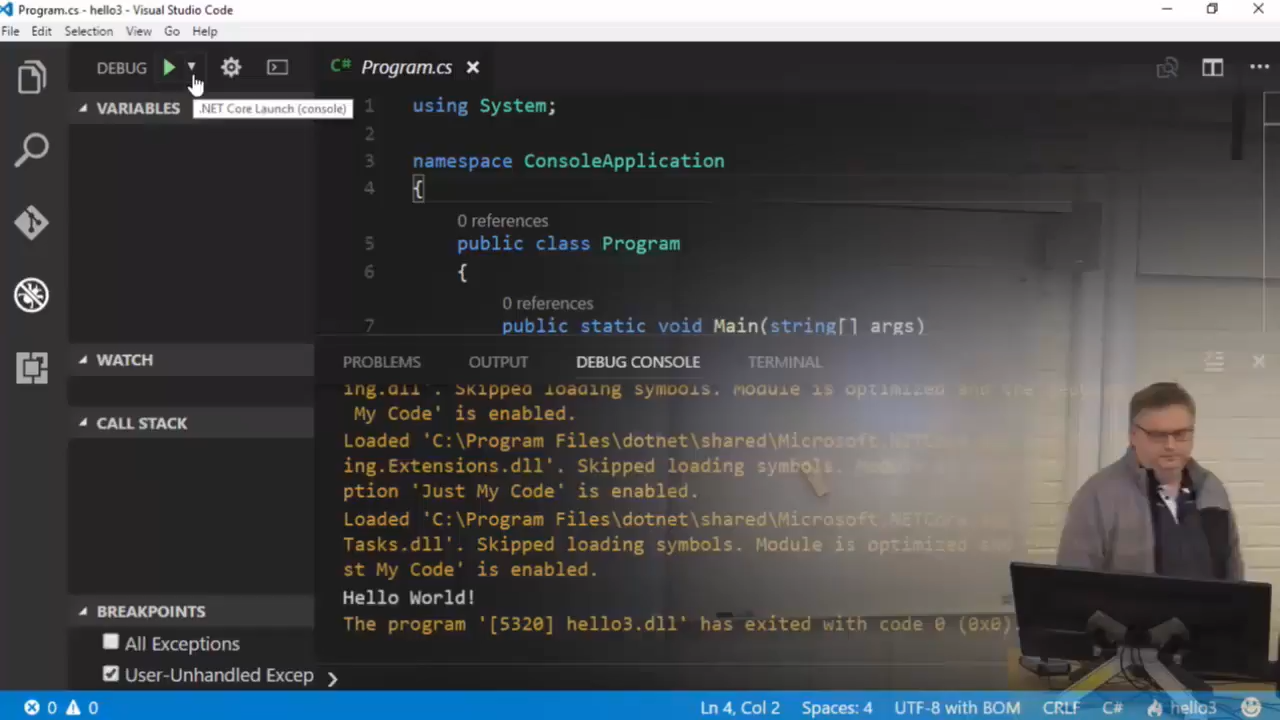 Program.cs - hello3 - Visual Studio Code
File Edit Selection View Go Help
DEBUG
.NET Core Launch (console)
VARIABLES
WATCH
CALL STACK
BREAKPOINTS
All Exceptions
User-Unhandled Excep
C# Program.cs
1 using System;
2
3 namespace ConsoleApplication
4 {
0 references
5 public class Program
6 {
0 references
7 public static void Main(string[] args)
PROBLEMS OUTPUT DEBUG CONSOLE TERMINAL
ing.dll'. Skipped loading symbols. Module is optimized and the
My Code' is enabled.
Loaded 'C:\Program Files\dotnet\shared\Microsoft.NETCore
ing.Extensions.dll'. Skipped loading symbols.
ption 'Just My Code' is enabled.
Loaded 'C:\Program Files\dotnet\shared\Microsoft.NETCore
Tasks.dll'. Skipped loading symbols. Module is optimized
st My Code' is enabled.
Hello World!
The program '[5320] hello3.dll' has exited with code 0 (0x0).
0 0 Ln 4, Col 2 Spaces: 4 UTF-8 with BOM CRLF C# hello3